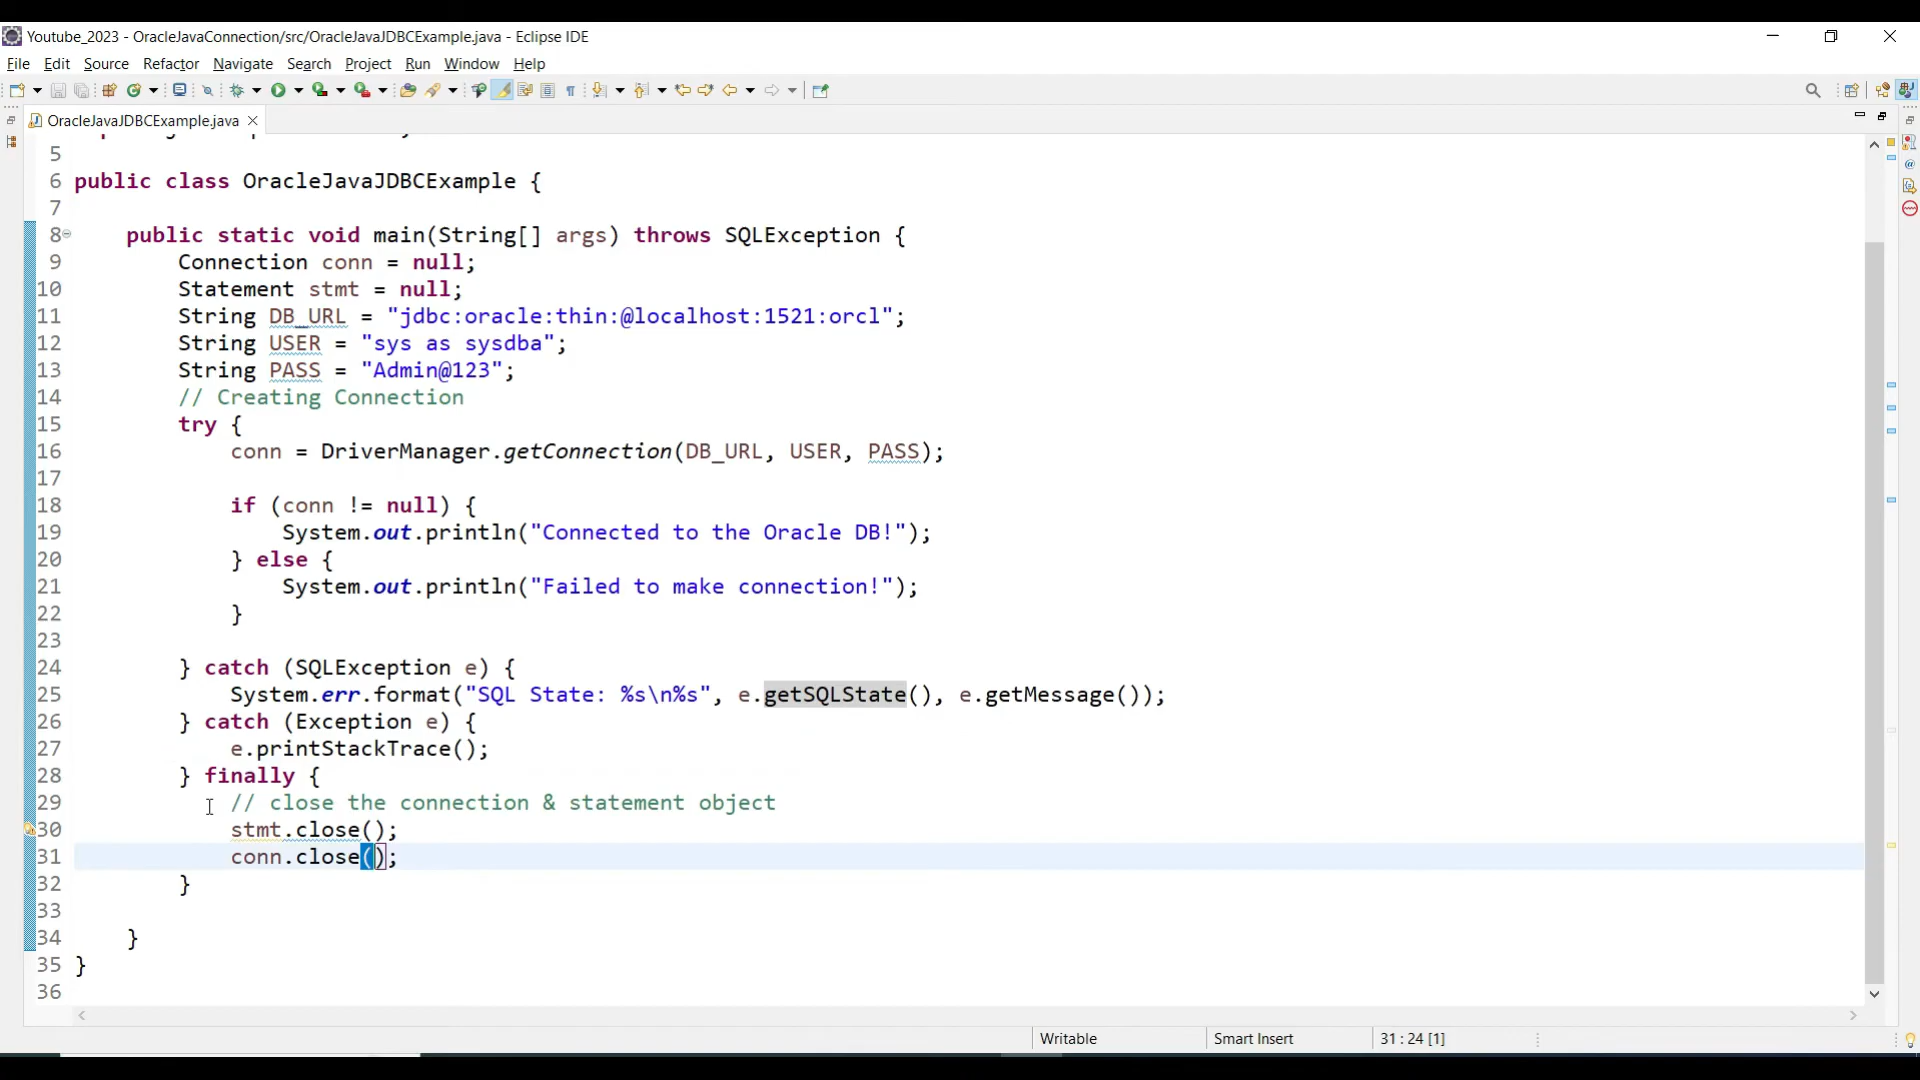 Youtube_2023 - OracleJavaConnection/src/OracleJavaJDBCExample.java - Eclipse IDE
File Edit Source Refactor Navigate Search Project Run Window Help
OracleJavaJDBCExample.java
5
6 public class OracleJavaJDBCExample {
7
8 public static void main(String[] args) throws SQLException {
9 Connection conn = null;
10 Statement stmt = null;
11 String DB_URL = "jdbc:oracle:thin:@localhost:1521:orcl";
12 String USER = "sys as sysdba";
13 String PASS = "Admin@123";
14 // Creating Connection
15 try {
16 conn = DriverManager.getConnection(DB_URL, USER, PASS);
17
18 if (conn != null) {
19 System.out.println("Connected to the Oracle DB!");
20 } else {
21 System.out.println("Failed to make connection!");
22 }
23
24 } catch (SQLException e) {
25 System.err.format("SQL State: %s\n%s", e.getSQLState(), e.getMessage());
26 } catch (Exception e) {
27 e.printStackTrace();
28 } finally {
29 // close the connection & statement object
30 stmt.close();
31 conn.close();
32 }
33
34 }
35 }
36
Writable Smart Insert 31 : 24 [1]